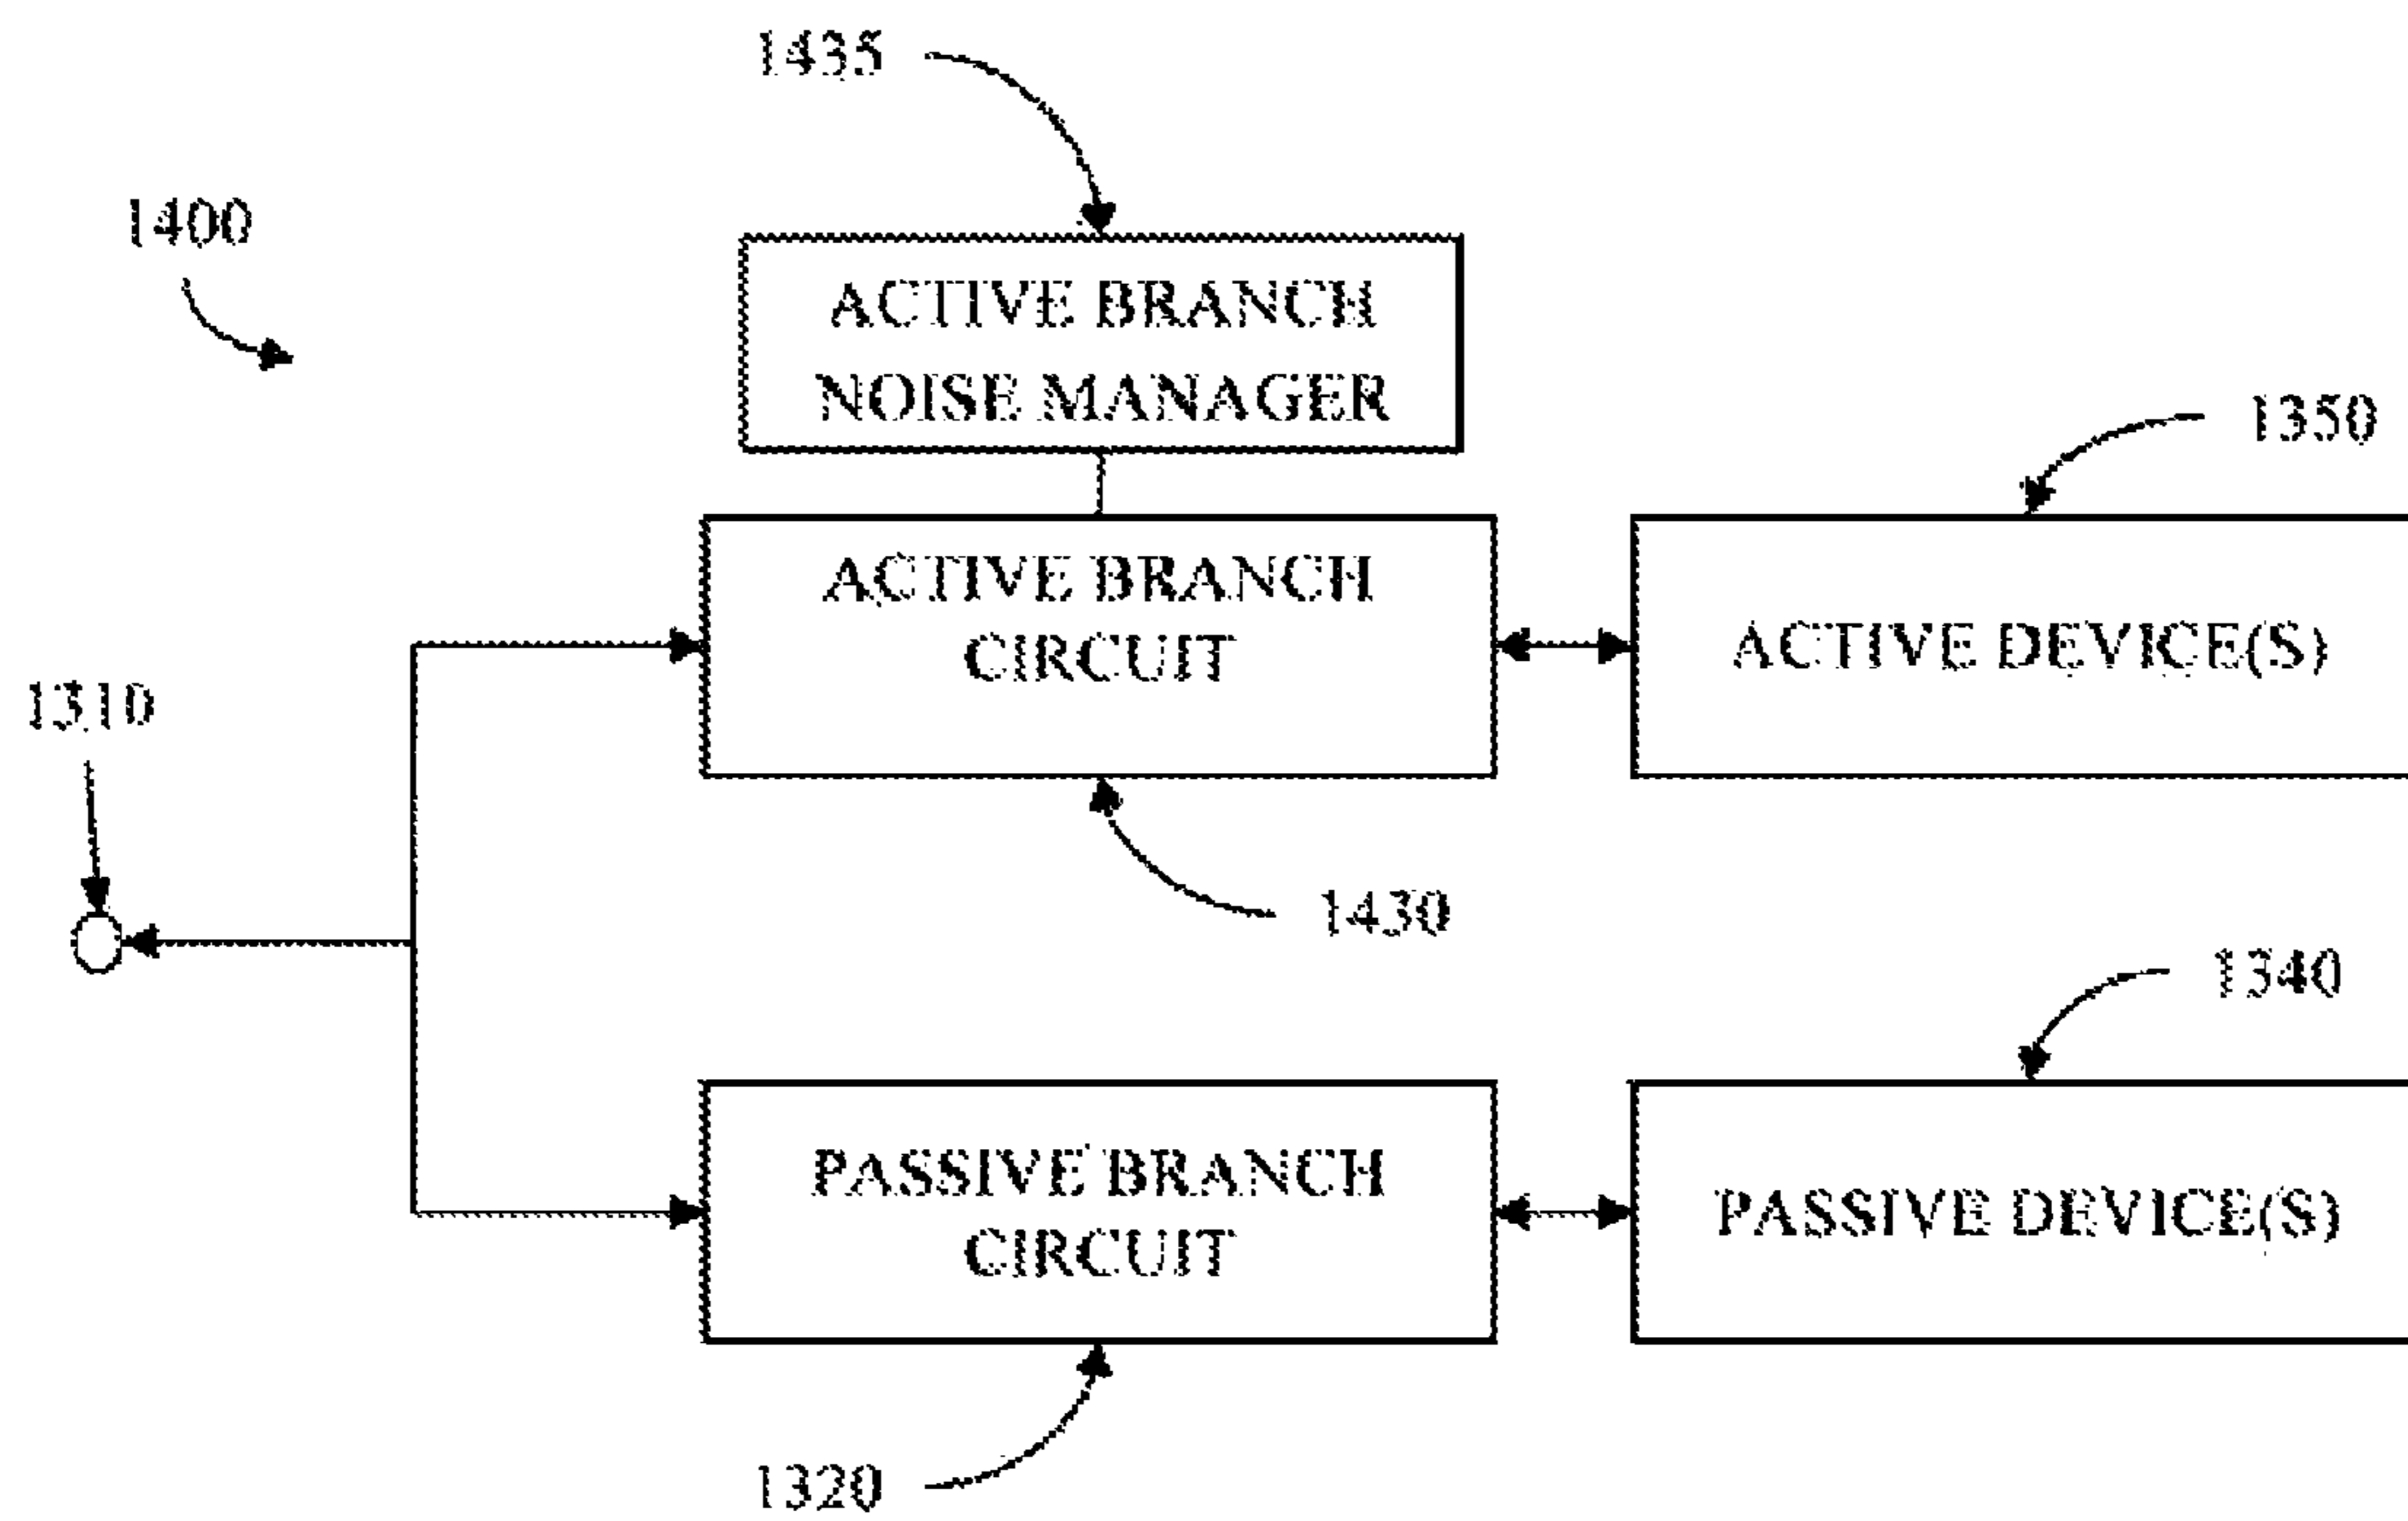 1435
1400
ACTIVE BRANCH
NOISE MANAGER
1350
ACTIVE BRANCH
CIRCUIT
ACTIVE DEVICE(S)
1310
1430
1340
PASSIVE BRANCH
CIRCUIT
PASSIVE DEVICE(S)
1320